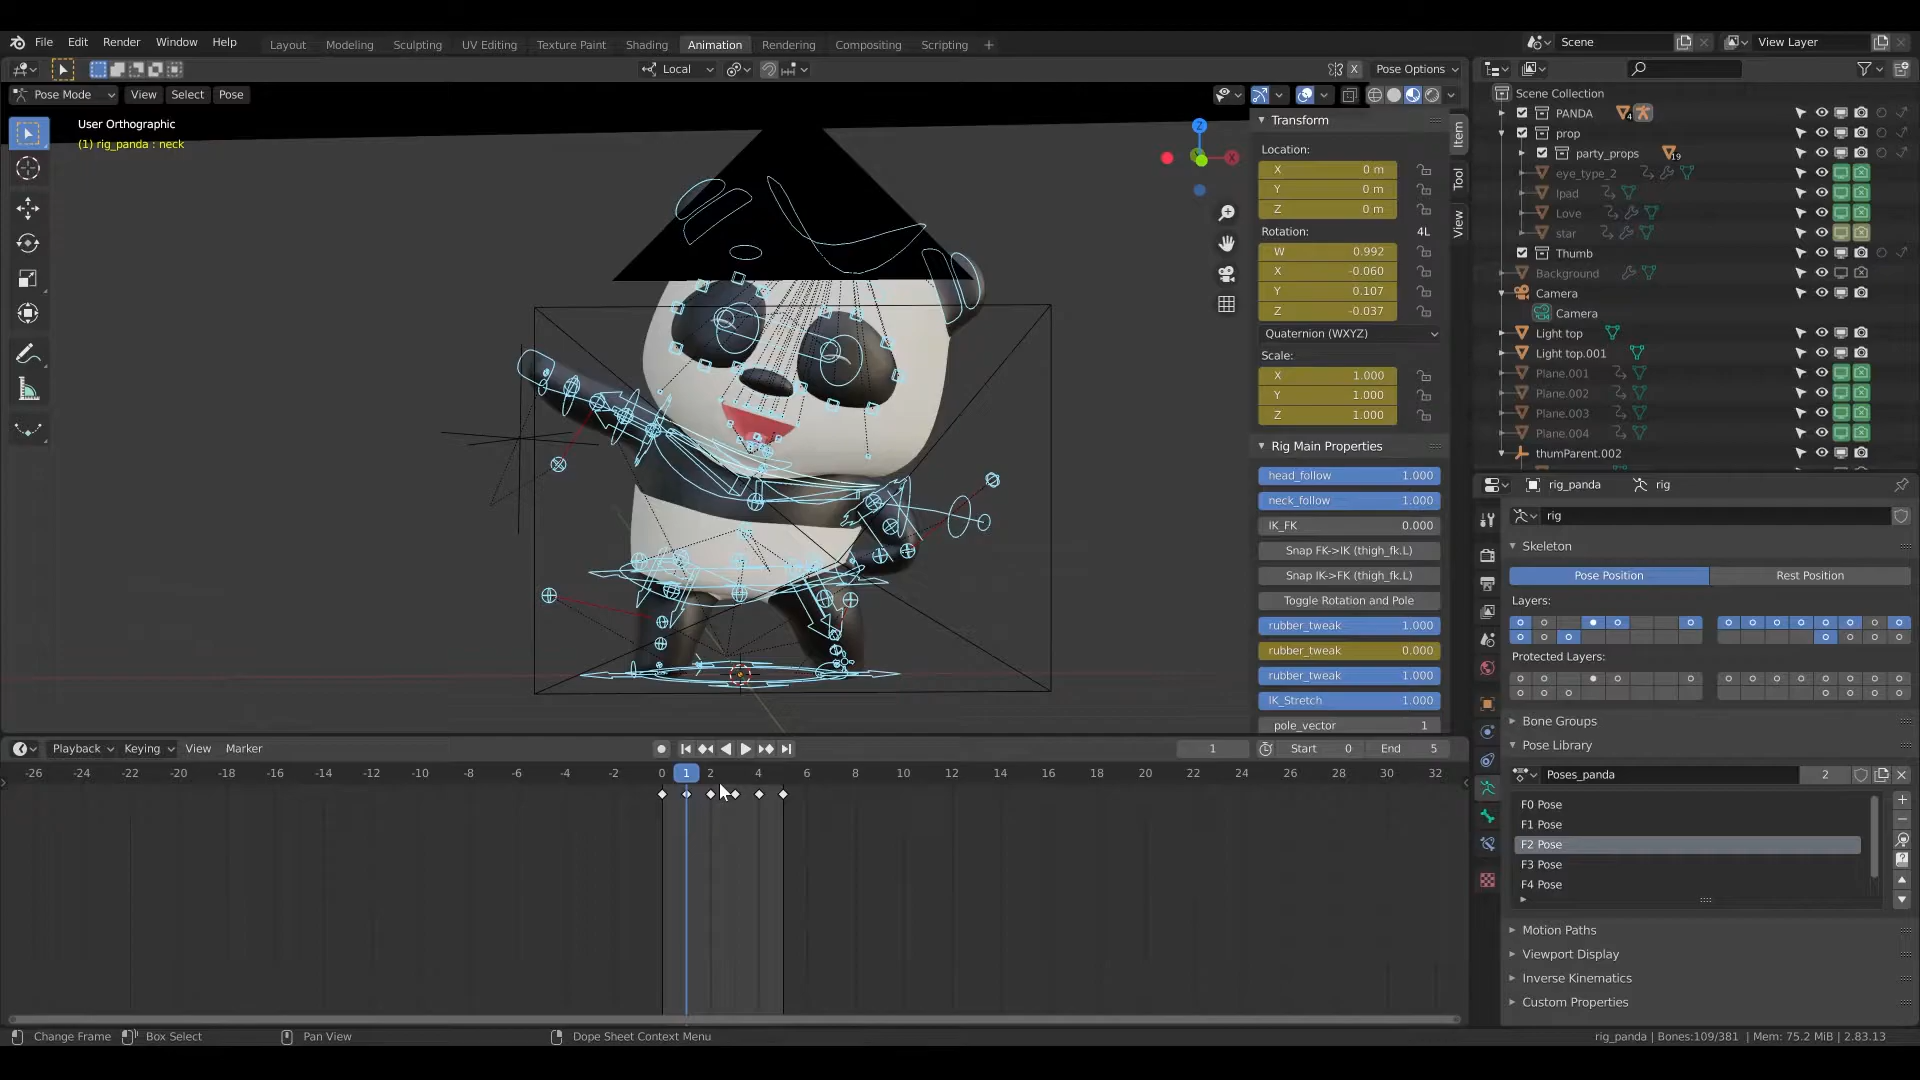 File Edit Render Window Help
Layout Modeling Sculpting UV Editing Texture Paint Shading Animation Rendering Compositing Scripting +
Scene View Layer
Local X Pose Options
Pose Mode View Select Pose
User Orthographic
(1) rig_panda : neck
Z
X
Item
Tool
View
Transform
Location:
X 0 m
Y 0 m
Z 0 m
Rotation: 4L
W 0.992
X -0.060
Y 0.107
Z -0.037
Quaternion (WXYZ)
Scale:
X 1.000
Y 1.000
Z 1.000
Rig Main Properties
head_follow 1.000
neck_follow 1.000
IK_FK 0.000
Snap FK->IK (thigh_fk.L)
Snap IK->FK (thigh_fk.L)
Toggle Rotation and Pole
rubber_tweak 1.000
rubber_tweak 0.000
rubber_tweak 1.000
IK_Stretch 1.000
pole_vector 1
Scene Collection
PANDA 4
prop
party_props 19
eye_type_2
Ipad
Love
star
Thumb
Background
Camera
Camera
Light top
Light top.001
Plane.001
Plane.002
Plane.003
Plane.004
thumParent.002
rig_panda rig
rig
Skeleton
Pose Position Rest Position
Layers:
Protected Layers:
Bone Groups
Pose Library
Poses_panda 2
F0 Pose
F1 Pose
F2 Pose
F3 Pose
F4 Pose
Motion Paths
Viewport Display
Inverse Kinematics
Custom Properties
Playback Keying View Marker
1 Start 0 End 5
-26 -24 -22 -20 -18 -16 -14 -12 -10 -8 -6 -4 -2 0 1 2 4 6 8 10 12 14 16 18 20 22 24 26 28 30 32
Change Frame Box Select Pan View Dope Sheet Context Menu
rig_panda | Bones:109/381 | Mem: 75.2 MiB | 2.83.13